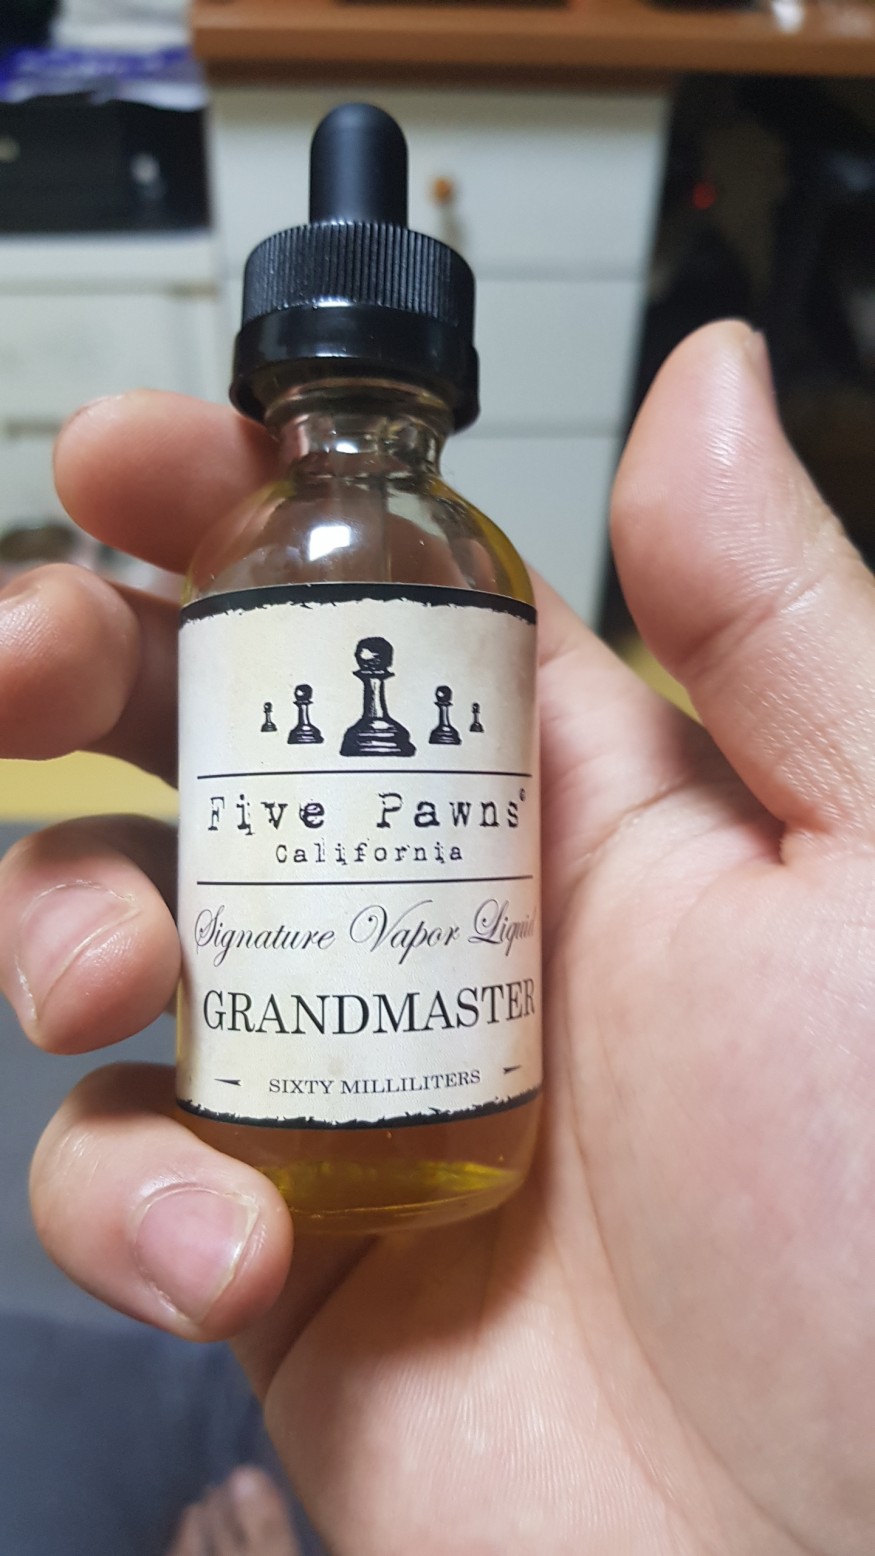 Five Pawns®
California
Signature Vapor Liquid
GRANDMASTER
SIXTY MILLILITERS